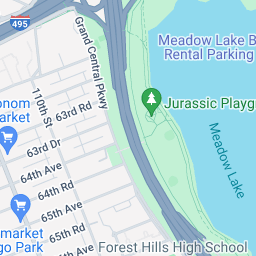 495
Grand Central Pkwy
Meadow Lake B
Rental Parking
Jurassic Playg
Meadow Lake
onom
arket
110th St
63rd Rd
63rd Dr
64th Ave
64th Rd
65th Ave
65th Rd
market
go Park
Forest Hills High School